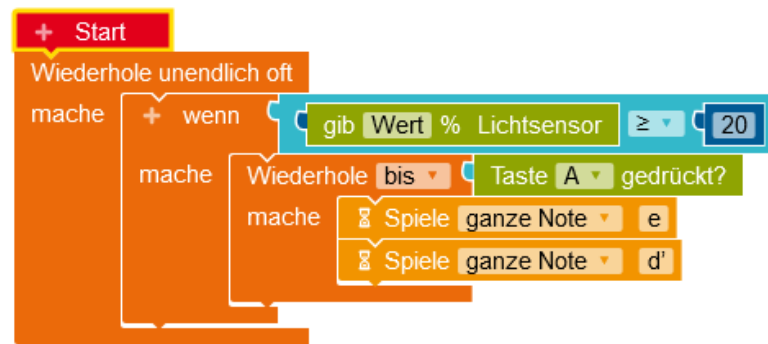 + Start
Wiederhole unendlich oft
mache + wenn gib Wert % Lichtsensor ≥ 20
mache Wiederhole bis Taste A gedrückt?
mache Spiele ganze Note e
Spiele ganze Note d'